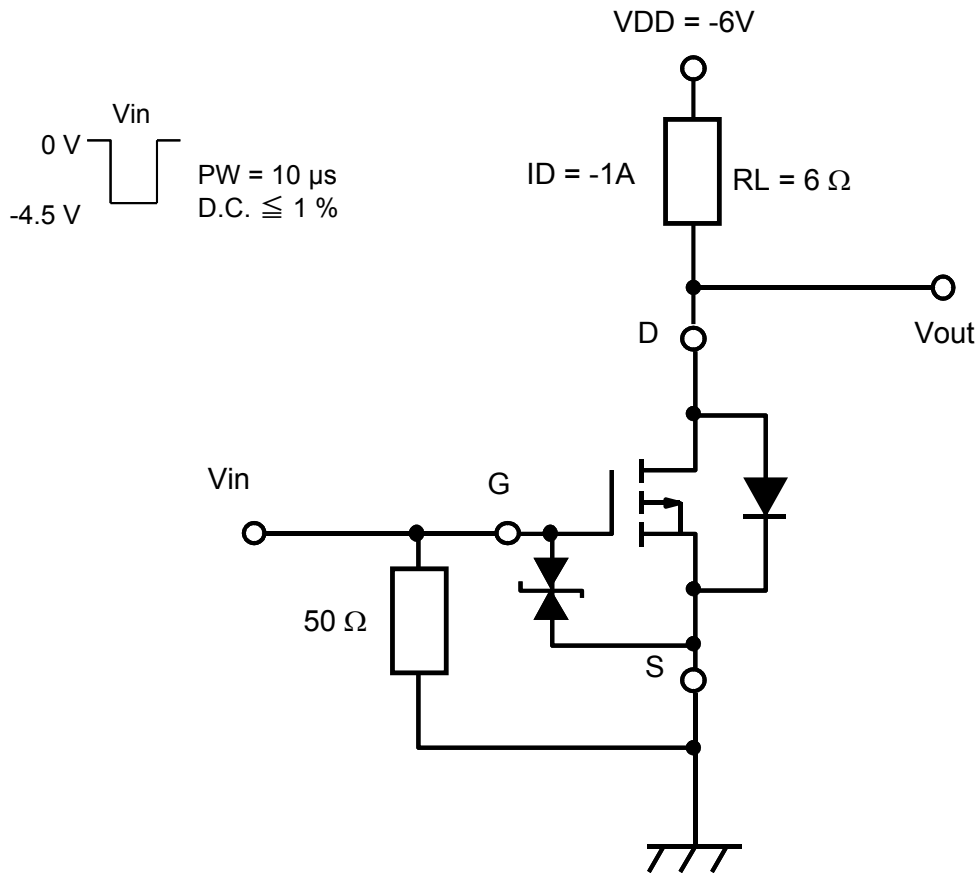 VDD = -6V
Vin
0 V
PW = 10 µs
ID = -1A
RL = 6 Ω
-4.5 V
D.C. ≦ 1 %
D
Vout
Vin
G
50 Ω
S